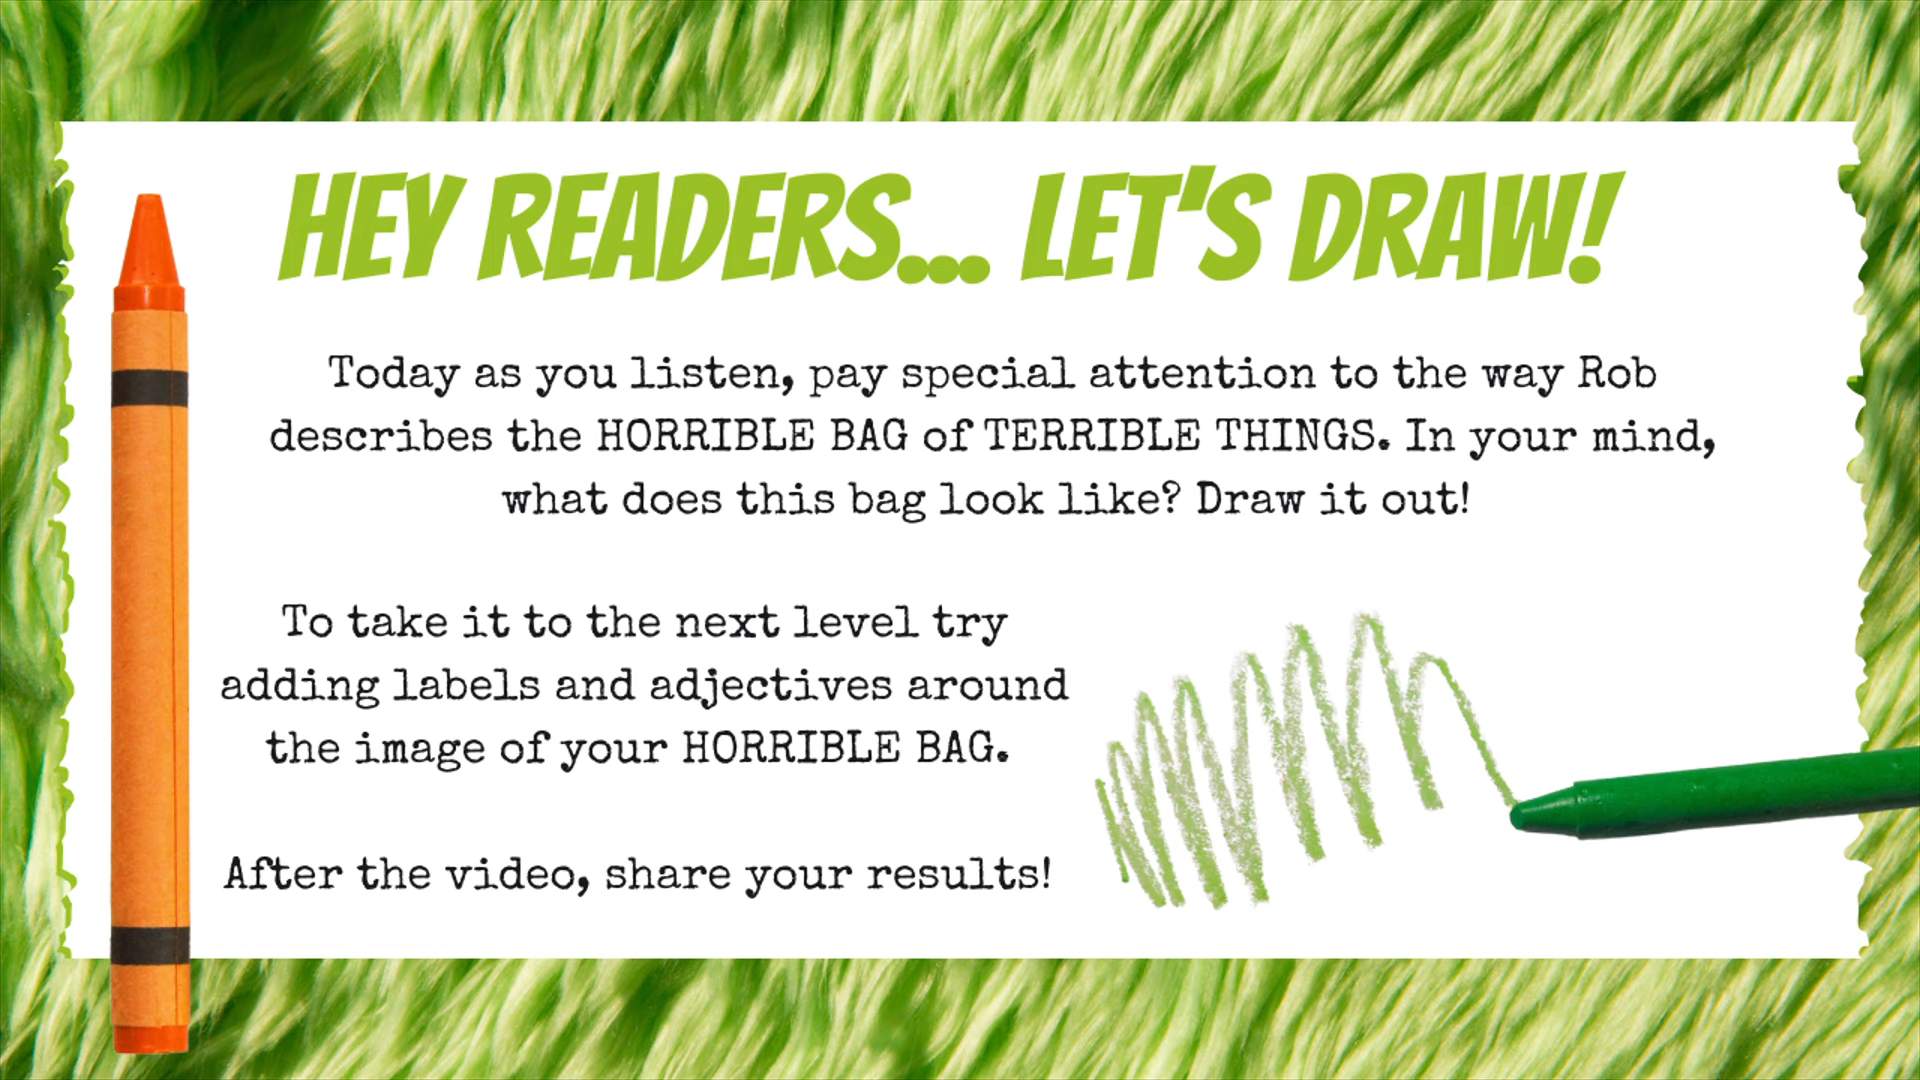 HEY READERS... LET'S DRAW!
Today as you listen, pay special attention to the way Rob
describes the HORRIBLE BAG of TERRIBLE THINGS. In your mind,
what does this bag look like? Draw it out!
To take it to the next level try
adding labels and adjectives around
the image of your HORRIBLE BAG.
After the video, share your results!